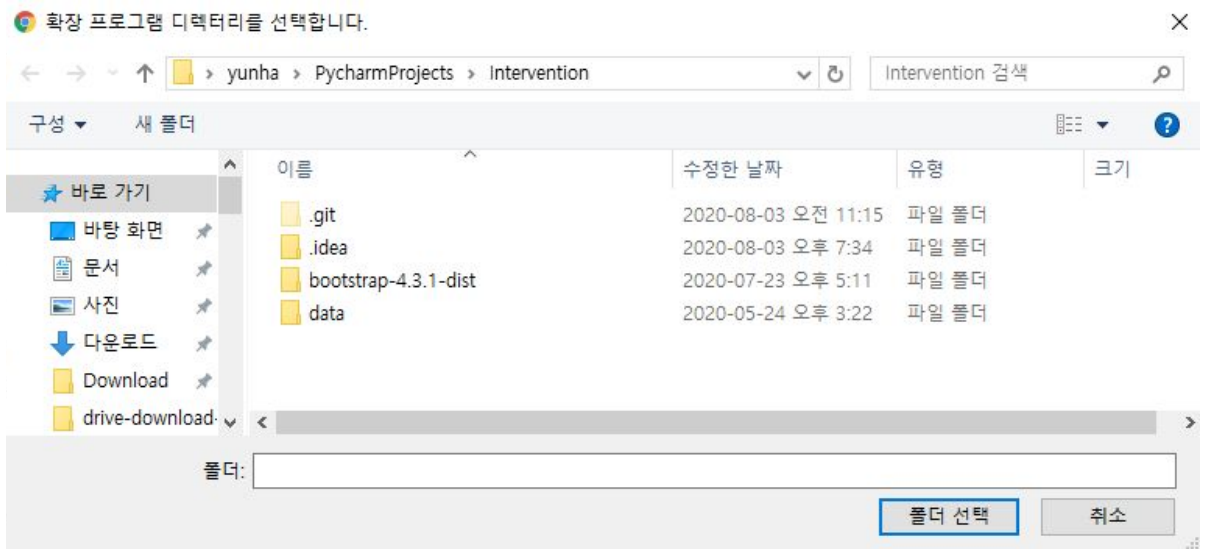 확장 프로그램 디렉터리를 선택합니다.
yunha > PycharmProjects > Intervention
Intervention 검색
구성 새 폴더
이름 수정한 날짜 유형 크기
바로 가기
바탕 화면
문서
사진
다운로드
Download
drive-download-
.git 2020-08-03 오전 11:15 파일 폴더
.idea 2020-08-03 오후 7:34 파일 폴더
bootstrap-4.3.1-dist 2020-07-23 오후 5:11 파일 폴더
data 2020-05-24 오후 3:22 파일 폴더
폴더:
폴더 선택 취소